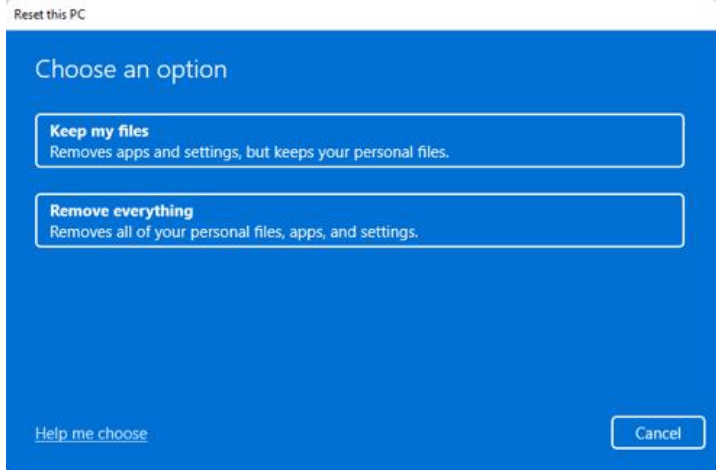 Reset this PC
Choose an option
Keep my files
Removes apps and settings, but keeps your personal files.
Remove everything
Removes all of your personal files, apps, and settings.
Help me choose
Cancel